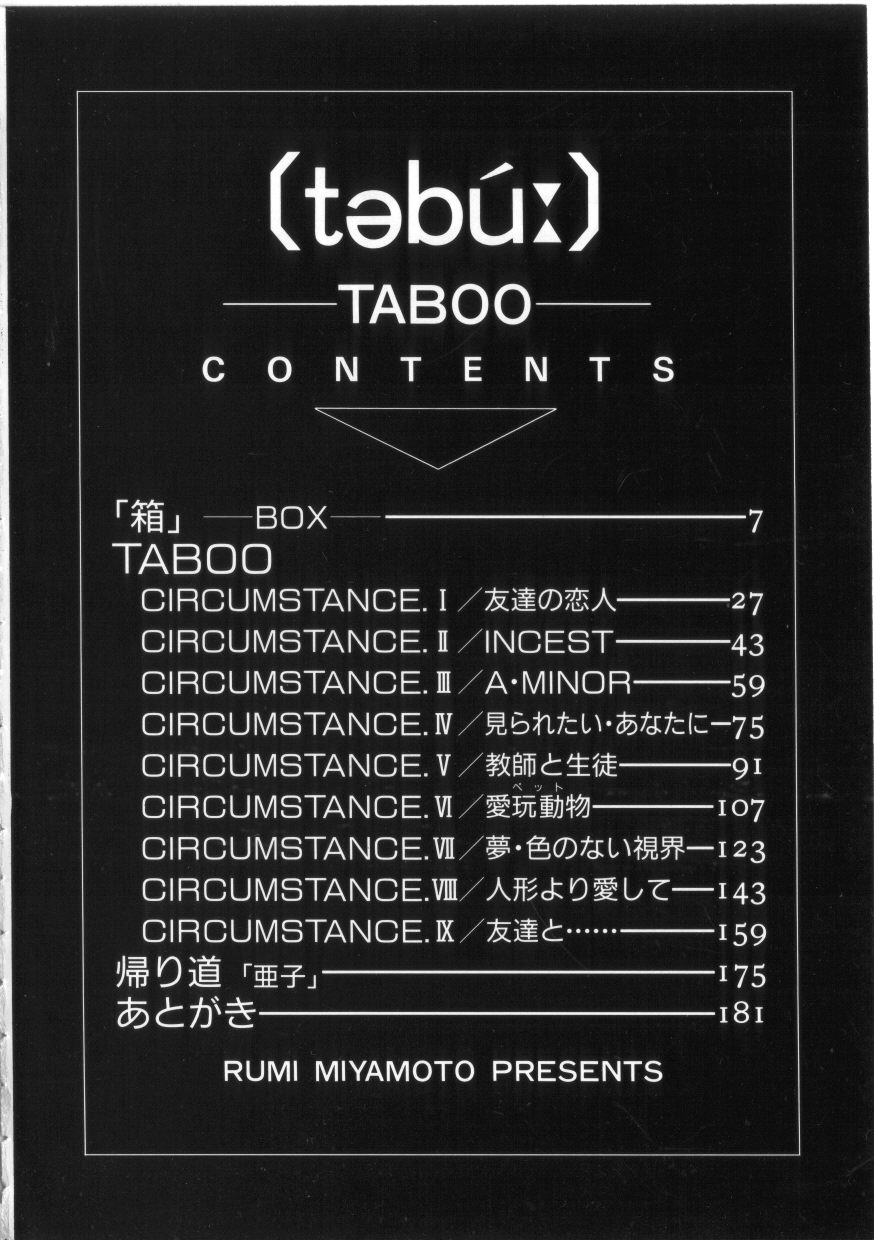 (təbúː)
TABOO
CONTENTS
「箱」 ──BOX── 7
TABOO
CIRCUMSTANCE.Ⅰ／友達の恋人 27
CIRCUMSTANCE.Ⅱ／INCEST 43
CIRCUMSTANCE.Ⅲ／A・MINOR 59
CIRCUMSTANCE.Ⅳ／見られたい・あなたに 75
CIRCUMSTANCE.Ⅴ／教師と生徒 91
ペット
CIRCUMSTANCE.Ⅵ／愛玩動物 107
CIRCUMSTANCE.Ⅶ／夢・色のない視界 123
CIRCUMSTANCE.Ⅷ／人形より愛して 143
CIRCUMSTANCE.Ⅸ／友達と…… 159
帰り道「亜子」 175
あとがき 181
RUMI MIYAMOTO PRESENTS